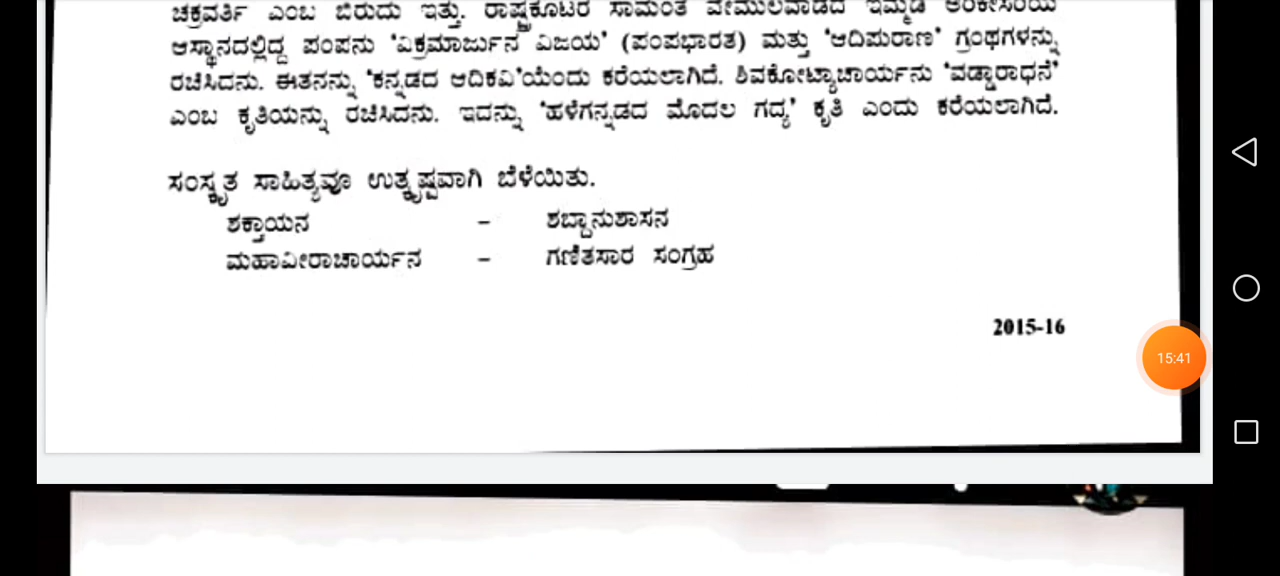 ಚಕ್ರವರ್ತಿ ಎಂಬ ಬಿರುದು ಇತ್ತು. ರಾಷ್ಟ್ರಕೂಟರ ಸಾಮಂತ ವೇಮುಲವಾಡದ ಇಮ್ಮಡಿ ಅರಿಕೇಸರಿಯ
ಆಸ್ಥಾನದಲ್ಲಿದ್ದ ಪಂಪನು ‘ವಿಕ್ರಮಾರ್ಜುನ ವಿಜಯ’ (ಪಂಪಭಾರತ) ಮತ್ತು ‘ಆದಿಪುರಾಣ’ ಗ್ರಂಥಗಳನ್ನು
ರಚಿಸಿದನು. ಈತನನ್ನು ‘ಕನ್ನಡದ ಆದಿಕವಿ’ಯೆಂದು ಕರೆಯಲಾಗಿದೆ. ಶಿವಕೋಟ್ಯಾಚಾರ್ಯನು ‘ವಡ್ಡಾರಾಧನೆ’
ಎಂಬ ಕೃತಿಯನ್ನು ರಚಿಸಿದನು. ಇದನ್ನು ‘ಹಳೆಗನ್ನಡದ ಮೊದಲ ಗದ್ಯ’ ಕೃತಿ ಎಂದು ಕರೆಯಲಾಗಿದೆ.
ಸಂಸ್ಕೃತ ಸಾಹಿತ್ಯವೂ ಉತ್ಕೃಷ್ಟವಾಗಿ ಬೆಳೆಯಿತು.
ಶಕ್ತಾಯನ – ಶಬ್ದಾನುಶಾಸನ
ಮಹಾವೀರಾಚಾರ್ಯನ – ಗಣಿತಸಾರ ಸಂಗ್ರಹ
2015-16
15:41